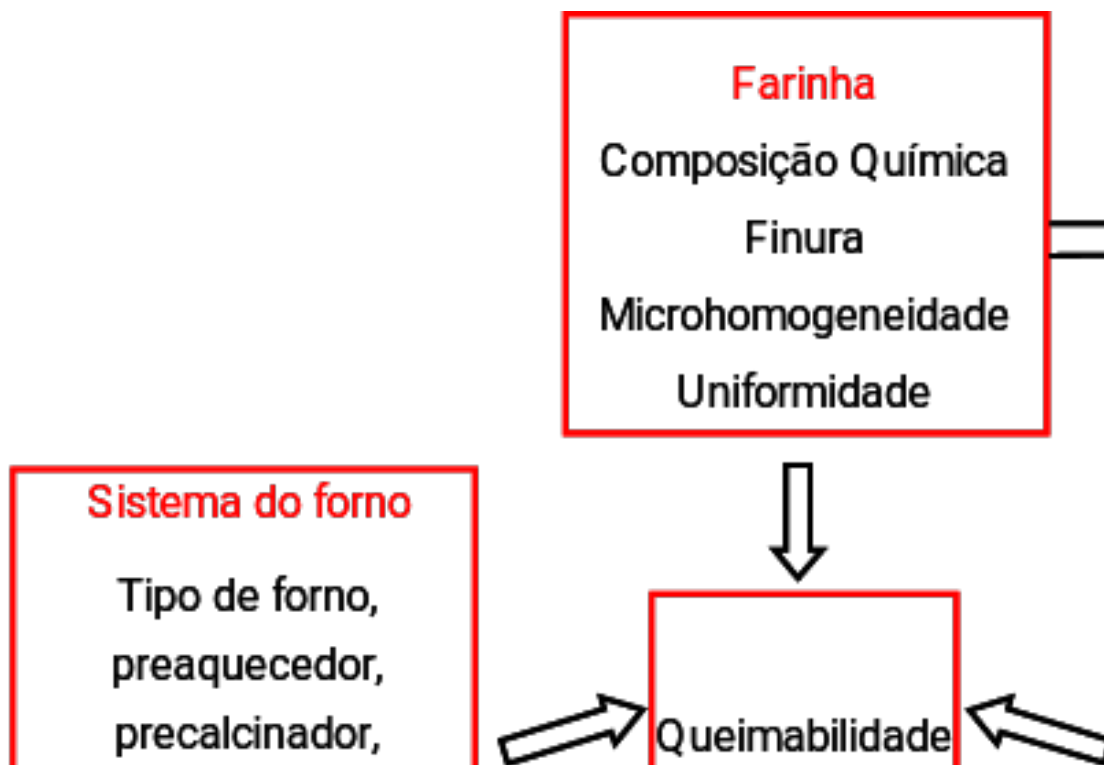 Farinha
Composição Química
Finura
Microhomogeneidade
Uniformidade
Sistema do forno
Tipo de forno,
preaquecedor,
precalcinador,
Queimabilidade